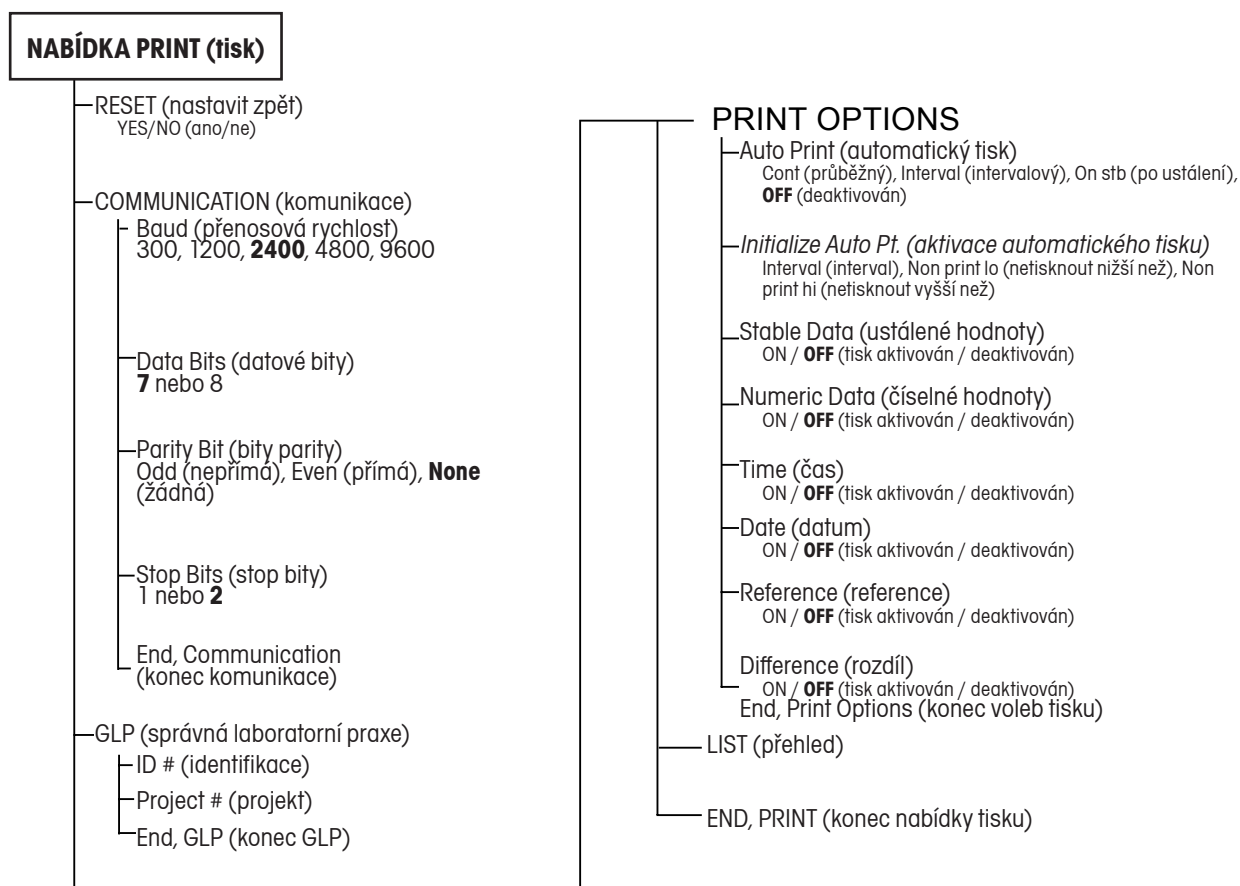 NABÍDKA PRINT (tisk)
RESET (nastavit zpět)
YES/NO (ano/ne)
COMMUNICATION (komunikace)
Baud (přenosová rychlost)
300, 1200, 2400, 4800, 9600
Data Bits (datové bity)
7 nebo 8
Parity Bit (bity parity)
Odd (nepřímá), Even (přímá), None
(žádná)
Stop Bits (stop bity)
1 nebo 2
End, Communication
(konec komunikace)
GLP (správná laboratorní praxe)
ID # (identifikace)
Project # (projekt)
End, GLP (konec GLP)
PRINT OPTIONS
Auto Print (automatický tisk)
Cont (průběžný), Interval (intervalový), On stb (po ustálení),
OFF (deaktivován)
Initialize Auto Pt. (aktivace automatického tisku)
Interval (interval), Non print lo (netisknout nižší než), Non
print hi (netisknout vyšší než)
Stable Data (ustálené hodnoty)
ON / OFF (tisk aktivován / deaktivován)
Numeric Data (číselné hodnoty)
ON / OFF (tisk aktivován / deaktivován)
Time (čas)
ON / OFF (tisk aktivován / deaktivován)
Date (datum)
ON / OFF (tisk aktivován / deaktivován)
Reference (reference)
ON / OFF (tisk aktivován / deaktivován)
Difference (rozdíl)
ON / OFF (tisk aktivován / deaktivován)
End, Print Options (konec voleb tisku)
LIST (přehled)
END, PRINT (konec nabídky tisku)